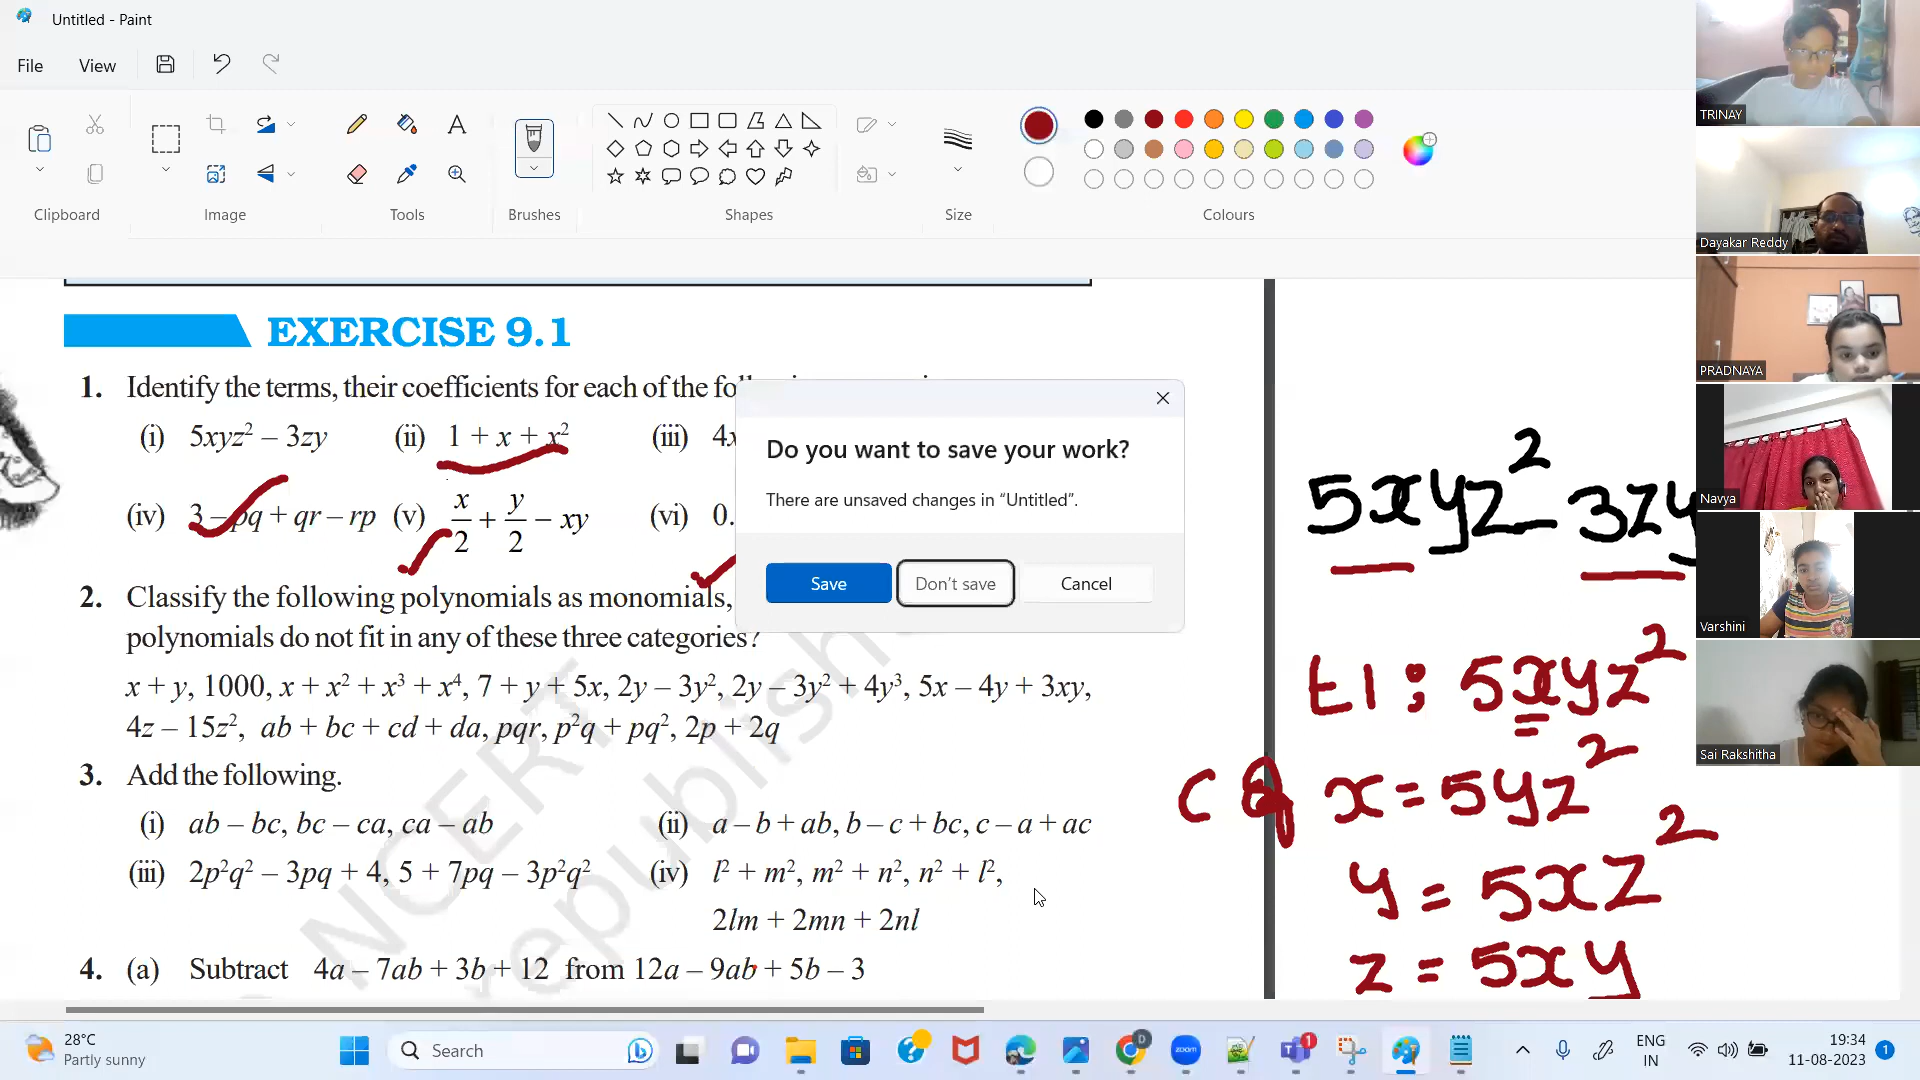 Untitled - Paint
File View
Clipboard Image Tools Brushes Shapes Size Colours
EXERCISE 9.1
1. Identify the terms, their coefficients for each of the
(i) 5xyz² – 3zy (ii) 1 + x + x² (iii) 4x
(iv) 3 – pq + qr – rp (v) x/2 + y/2 – xy (vi) 0.
2. Classify the following polynomials as monomials,
polynomials do not fit in any of these three categories?
x + y, 1000, x + x² + x³ + x⁴, 7 + y + 5x, 2y – 3y², 2y – 3y² + 4y³, 5x – 4y + 3xy,
4z – 15z², ab + bc + cd + da, pqr, p²q + pq², 2p + 2q
3. Add the following.
(i) ab – bc, bc – ca, ca – ab (ii) a – b + ab, b – c + bc, c – a + ac
(iii) 2p²q² – 3pq + 4, 5 + 7pq – 3p²q² (iv) l² + m², m² + n², n² + l²,
2lm + 2mn + 2nl
4. (a) Subtract 4a – 7ab + 3b + 12 from 12a – 9ab + 5b – 3
NCERT
republish
Do you want to save your work?
There are unsaved changes in “Untitled”.
Save Don’t save Cancel
5xyz² – 3zy
t1 : 5xyz²
x = 5yz²
y = 5xz²
z = 5xy
TRINAY
Dayakar Reddy
PRADNAYA
Navya
Varshini
Sai Rakshitha
28°C
Partly sunny
Search
zoom
D
1
ENG
IN
19:34
11-08-2023
1